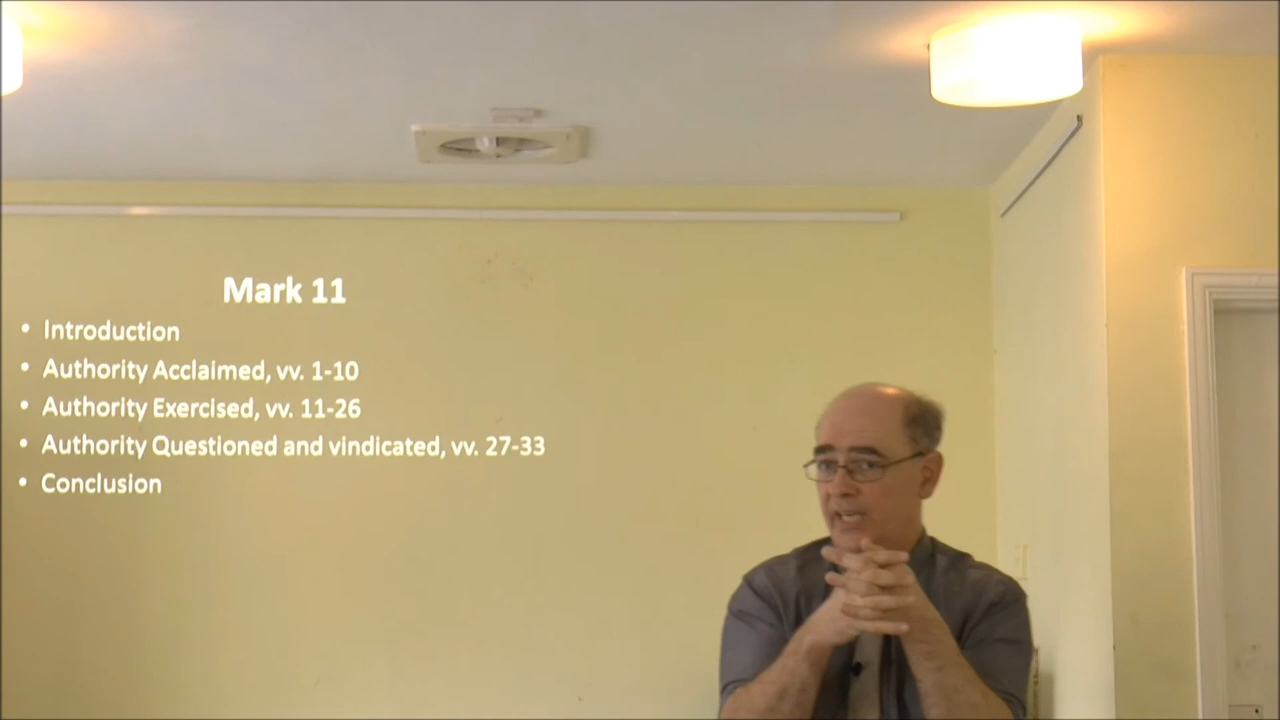 Mark 11
• Introduction
• Authority Acclaimed, vv. 1-10
• Authority Exercised, vv. 11-26
• Authority Questioned and vindicated, vv. 27-33
• Conclusion